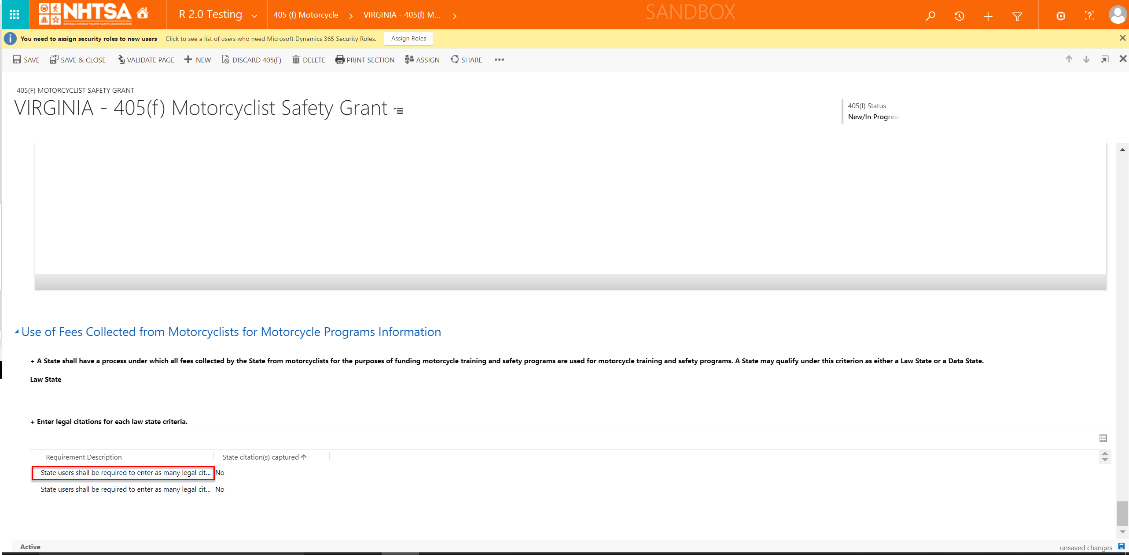 NHTSA
R 2.0 Testing
405 (f) Motorcycle
VIRGINIA - 405(f) M...
SANDBOX
You need to assign security roles to new users
Click to see a list of users who need Microsoft Dynamics 365 Security Roles.
Assign Roles
SAVE
SAVE & CLOSE
VALIDATE PAGE
NEW
DISCARD 405(F)
DELETE
PRINT SECTION
ASSIGN
SHARE
405(F) MOTORCYCLIST SAFETY GRANT
VIRGINIA - 405(f) Motorcyclist Safety Grant
405(f) Status
New/In Progress
Use of Fees Collected from Motorcyclists for Motorcycle Programs Information
+ A State shall have a process under which all fees collected by the State from motorcyclists for the purposes of funding motorcycle training and safety programs are used for motorcycle training and safety programs. A State may qualify under this criterion as either a Law State or a Data State.
Law State
+ Enter legal citations for each law state criteria.
Requirement Description
State citation(s) captured ↑
State users shall be required to enter as many legal cit... No
State users shall be required to enter as many legal cit... No
Active
unsaved changes